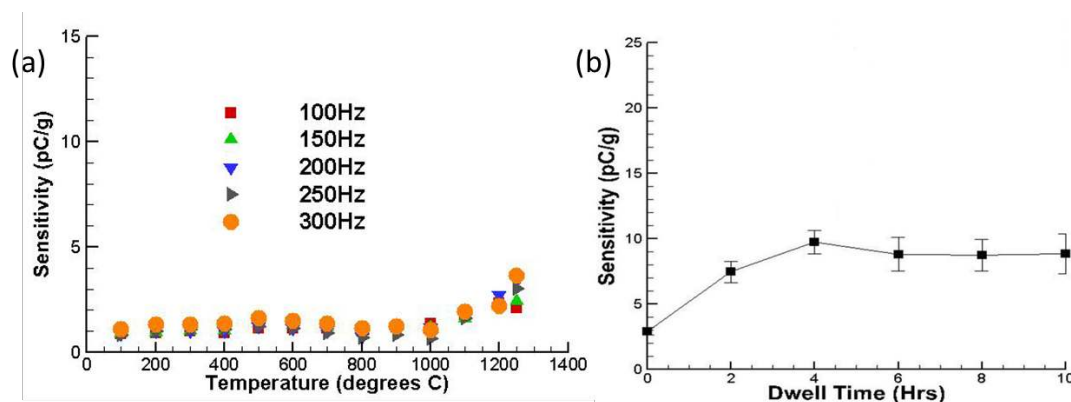 (a)
Sensitivity (pC/g)
15
10
5
0
100Hz
150Hz
200Hz
250Hz
300Hz
0 200 400 600 800 1000 1200 1400
Temperature (degrees C)
(b)
Sensitivity (pC/g)
25
20
15
10
5
0
0 2 4 6 8 10
Dwell Time (Hrs)